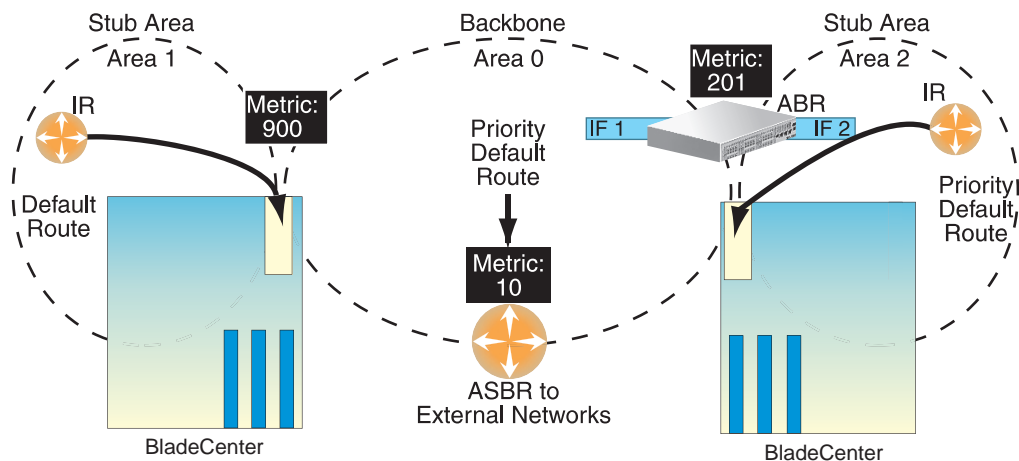 Stub Area
Area 1
IR
Metric:
900
Default
Route
BladeCenter
Backbone
Area 0
Priority
Default
Route
Metric:
10
ASBR to
External Networks
Stub Area
Area 2
Metric:
201
ABR
IF 1
IF 2
IR
Priority
Default
Route
BladeCenter